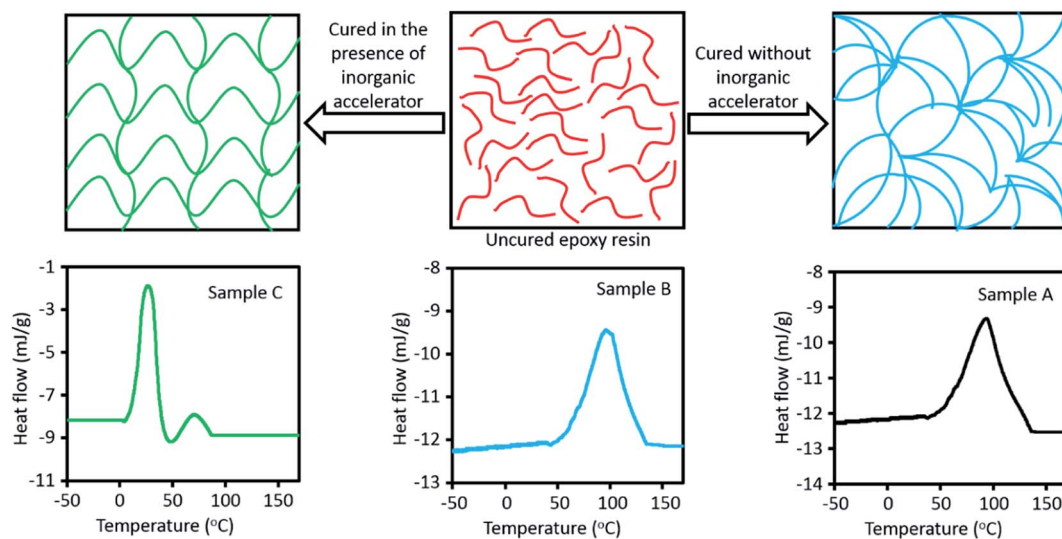 Cured in the
presence of
inorganic
accelerator
Cured without
inorganic
accelerator
Uncured epoxy resin
Sample C
Heat flow (mJ/g)
-1
-3
-5
-7
-9
-11
-50
0
50
100
150
Temperature (°C)
Sample B
Heat flow (mJ/g)
-8
-9
-10
-11
-12
-13
-50
0
50
100
150
Temperature (°C)
Sample A
Heat flow (mJ/g)
-8
-9
-10
-11
-12
-13
-14
-50
0
50
100
150
Temperature (°C)